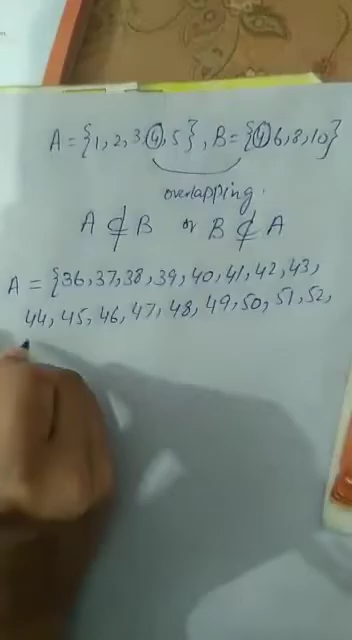 A = {1, 2, 3, 4, 5}, B = {4, 6, 8, 10}
overlapping.
A ⊄ B or B ⊄ A
A = {36, 37, 38, 39, 40, 41, 42, 43,
44, 45, 46, 47, 48, 49, 50, 51, 52,